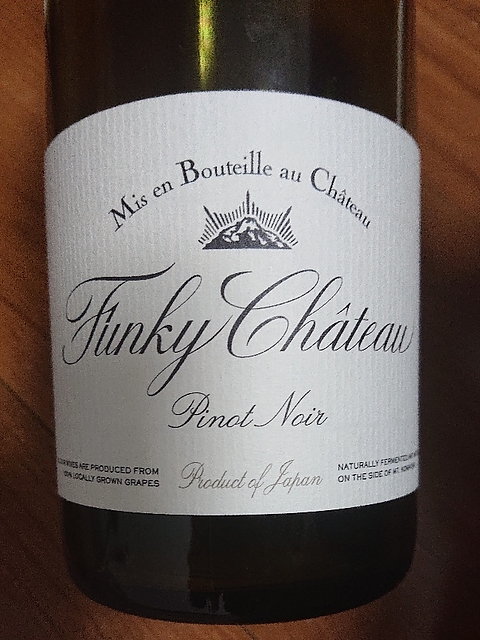 Mis en Bouteille au Château
Funky Château
Pinot Noir
WINES ARE PRODUCED FROM
LOCALLY GROWN GRAPES
Product of Japan
NATURALLY FERMENTED
ON THE SIDE OF MT.